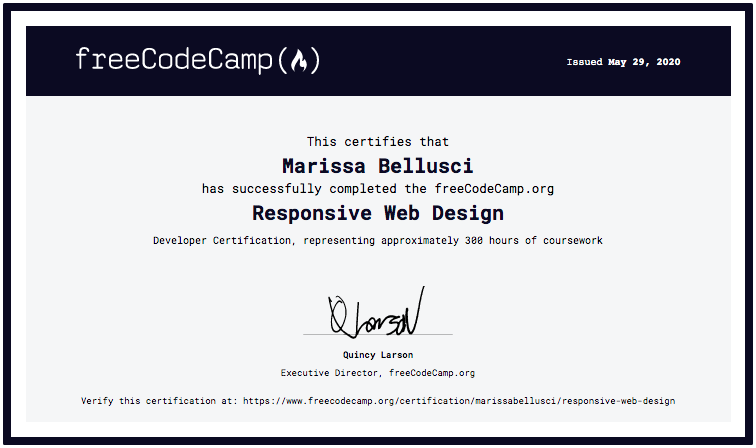 freeCodeCamp(🔥)
Issued May 29, 2020
This certifies that
Marissa Bellusci
has successfully completed the freeCodeCamp.org
Responsive Web Design
Developer Certification, representing approximately 300 hours of coursework
Q Larson
Quincy Larson
Executive Director, freeCodeCamp.org
Verify this certification at: https://www.freecodecamp.org/certification/marissabellusci/responsive-web-design